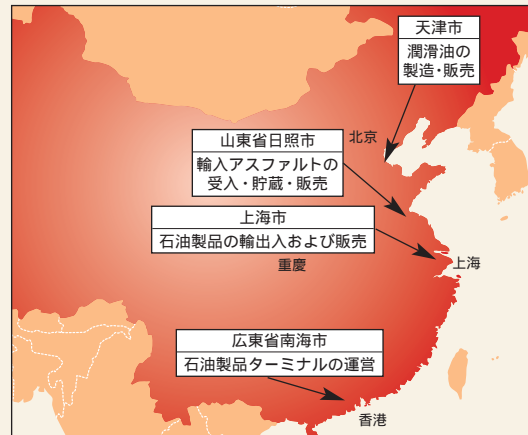 天津市
潤滑油の
製造・販売
北京
山東省日照市
輸入アスファルトの
受入・貯蔵・販売
上海市
石油製品の輸出入および販売
重慶
上海
広東省南海市
石油製品ターミナルの運営
香港